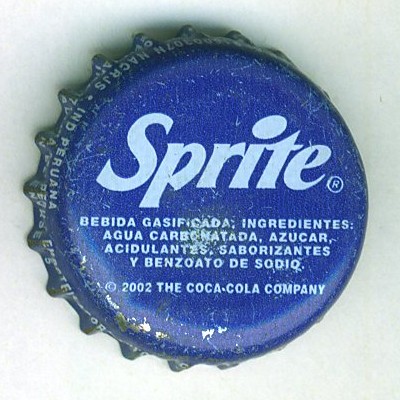 Sprite®
BEBIDA GASIFICADA, INGREDIENTES:
AGUA CARBONATADA, AZUCAR,
ACIDULANTES, SABORIZANTES
Y BENZOATO DE SODIO.
© 2002 THE COCA-COLA COMPANY
IND PERUANA